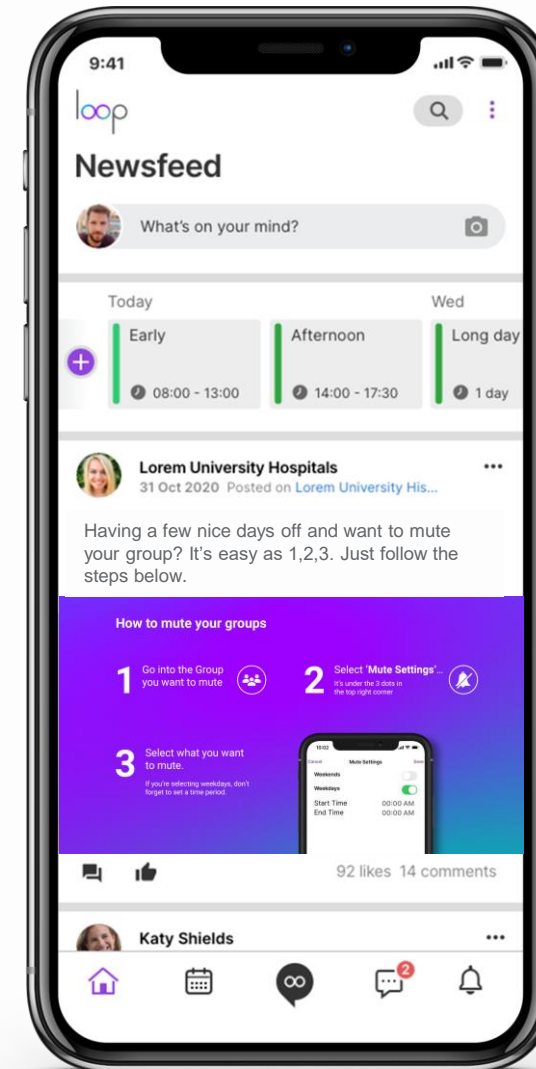 9:41
loop
Newsfeed
What's on your mind?
Today
Wed
Early
Afternoon
Long day
08:00 - 13:00
14:00 - 17:30
1 day
Lorem University Hospitals
31 Oct 2020 Posted on Lorem University His...
Having a few nice days off and want to mute
your group? It's easy as 1,2,3. Just follow the
steps below.
How to mute your groups
1 Go into the Group
you want to mute
2 Select 'Mute Settings'...
It's under the 3 dots in
the top right corner
3 Select what you want
to mute.
If you're selecting weekdays, don't
forget to set a time period.
10:02
Cancel Mute Settings Save
Weekends
Weekdays
Start Time 00:00 AM
End Time 00:00 AM
92 likes 14 comments
Katy Shields
2